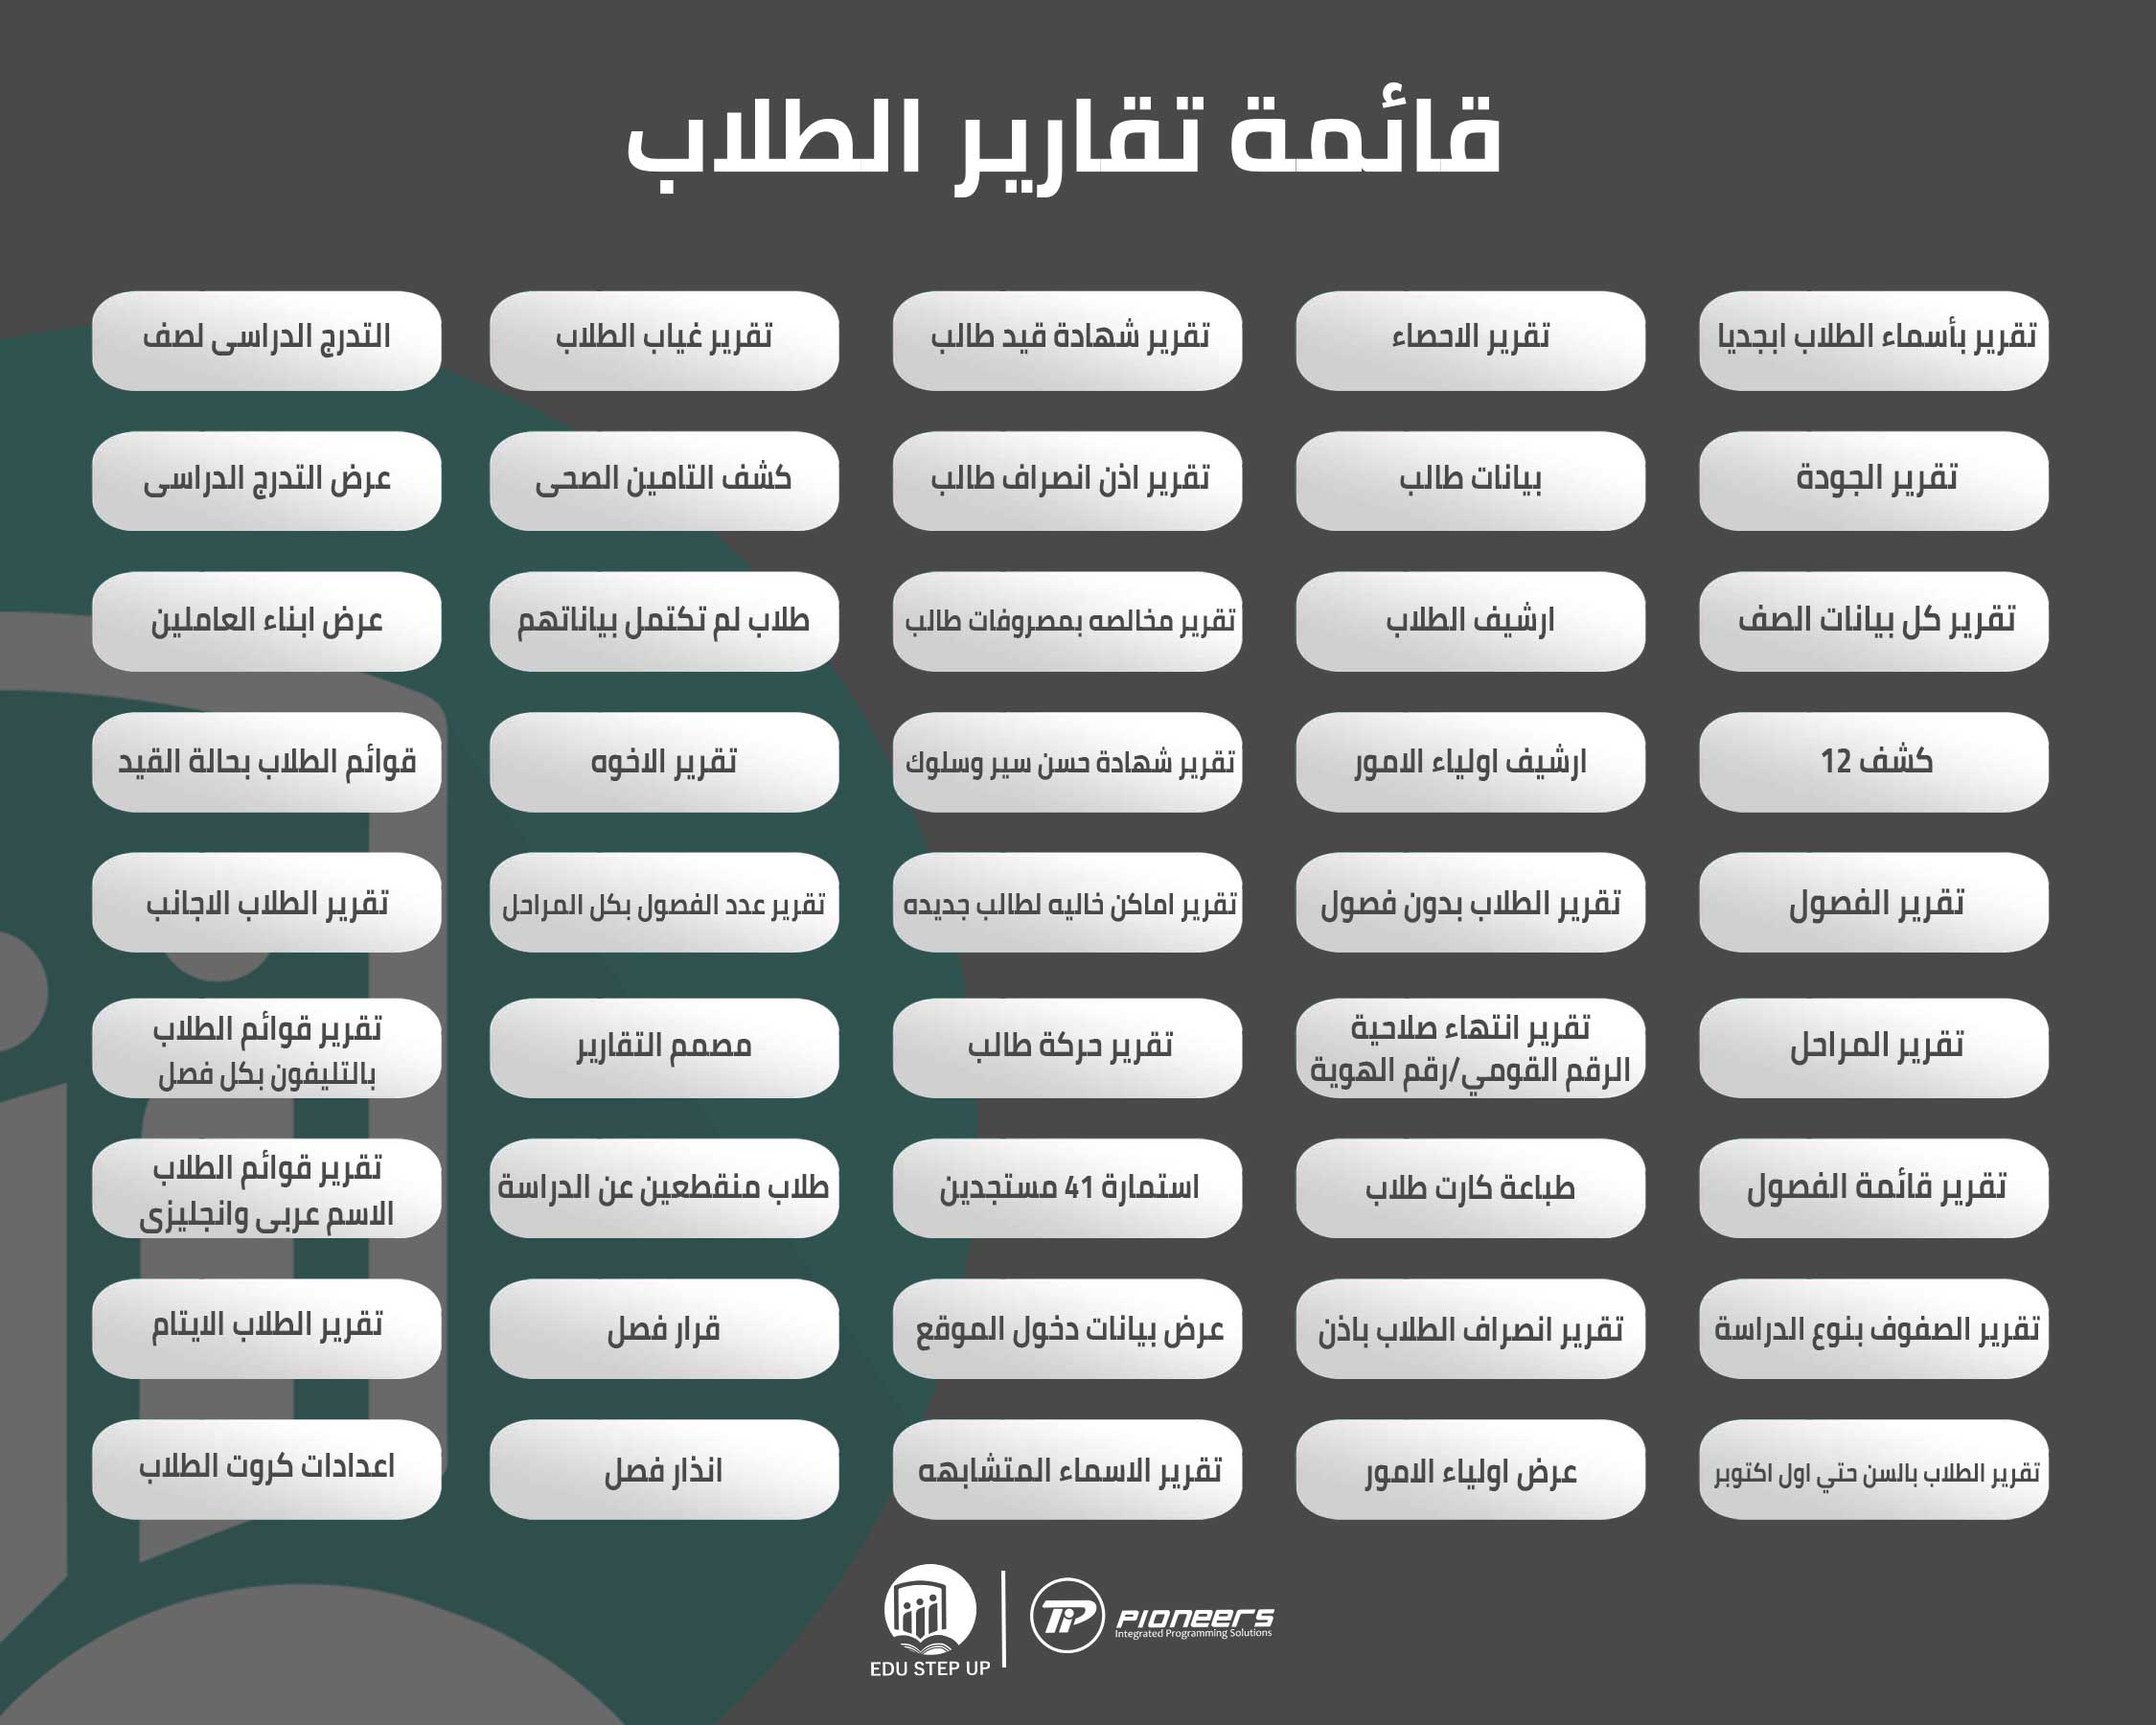 قائمة تقارير الطلاب
تقرير بأسماء الطلاب ابجديا
تقرير الاحصاء
تقرير شهادة قيد طالب
تقرير غياب الطلاب
التدرج الدراسى لصف
تقرير الجودة
بيانات طالب
تقرير اذن انصراف طالب
كشف التامين الصحى
عرض التدرج الدراسى
تقرير كل بيانات الصف
ارشيف الطلاب
تقرير مخالصه بمصروفات طالب
طلاب لم تكتمل بياناتهم
عرض ابناء العاملين
كشف 12
ارشيف اولياء الامور
تقرير شهادة حسن سير وسلوك
تقرير الاخوه
قوائم الطلاب بحالة القيد
تقرير الفصول
تقرير الطلاب بدون فصول
تقرير اماكن خاليه لطالب جديده
تقرير عدد الفصول بكل المراحل
تقرير الطلاب الاجانب
تقرير المراحل
تقرير انتهاء صلاحية
الرقم القومي/رقم الهوية
تقرير حركة طالب
مصمم التقارير
تقرير قوائم الطلاب
بالتليفون بكل فصل
تقرير قائمة الفصول
طباعة كارت طلاب
استمارة 41 مستجدين
طلاب منقطعين عن الدراسة
تقرير قوائم الطلاب
الاسم عربى وانجليزى
تقرير الصفوف بنوع الدراسة
تقرير انصراف الطلاب باذن
عرض بيانات دخول الموقع
قرار فصل
تقرير الطلاب الايتام
تقرير الطلاب بالسن حتي اول اكتوبر
عرض اولياء الامور
تقرير الاسماء المتشابهه
انذار فصل
اعدادات كروت الطلاب
EDU STEP UP
PIONEERS
Integrated Programming Solutions